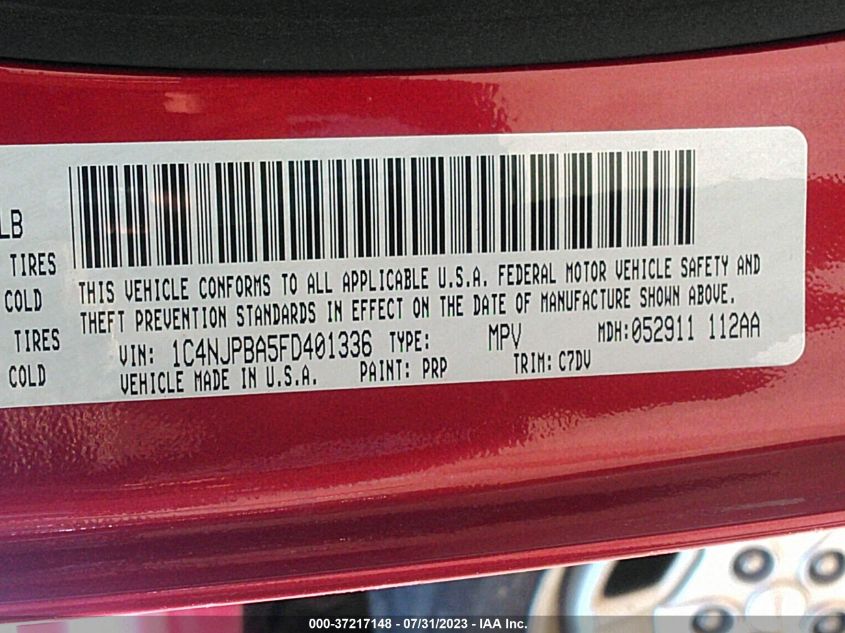 LB
TIRES
COLD
TIRES
COLD
THIS VEHICLE CONFORMS TO ALL APPLICABLE U.S.A. FEDERAL MOTOR VEHICLE SAFETY AND
THEFT PREVENTION STANDARDS IN EFFECT ON THE DATE OF MANUFACTURE SHOWN ABOVE.
VIN: 1C4NJPBA5FD401336 TYPE: MPV MDH:052911 112AA
VEHICLE MADE IN U.S.A. PAINT: PRP TRIM: C7DV
000-37217148 - 07/31/2023 - IAA Inc.